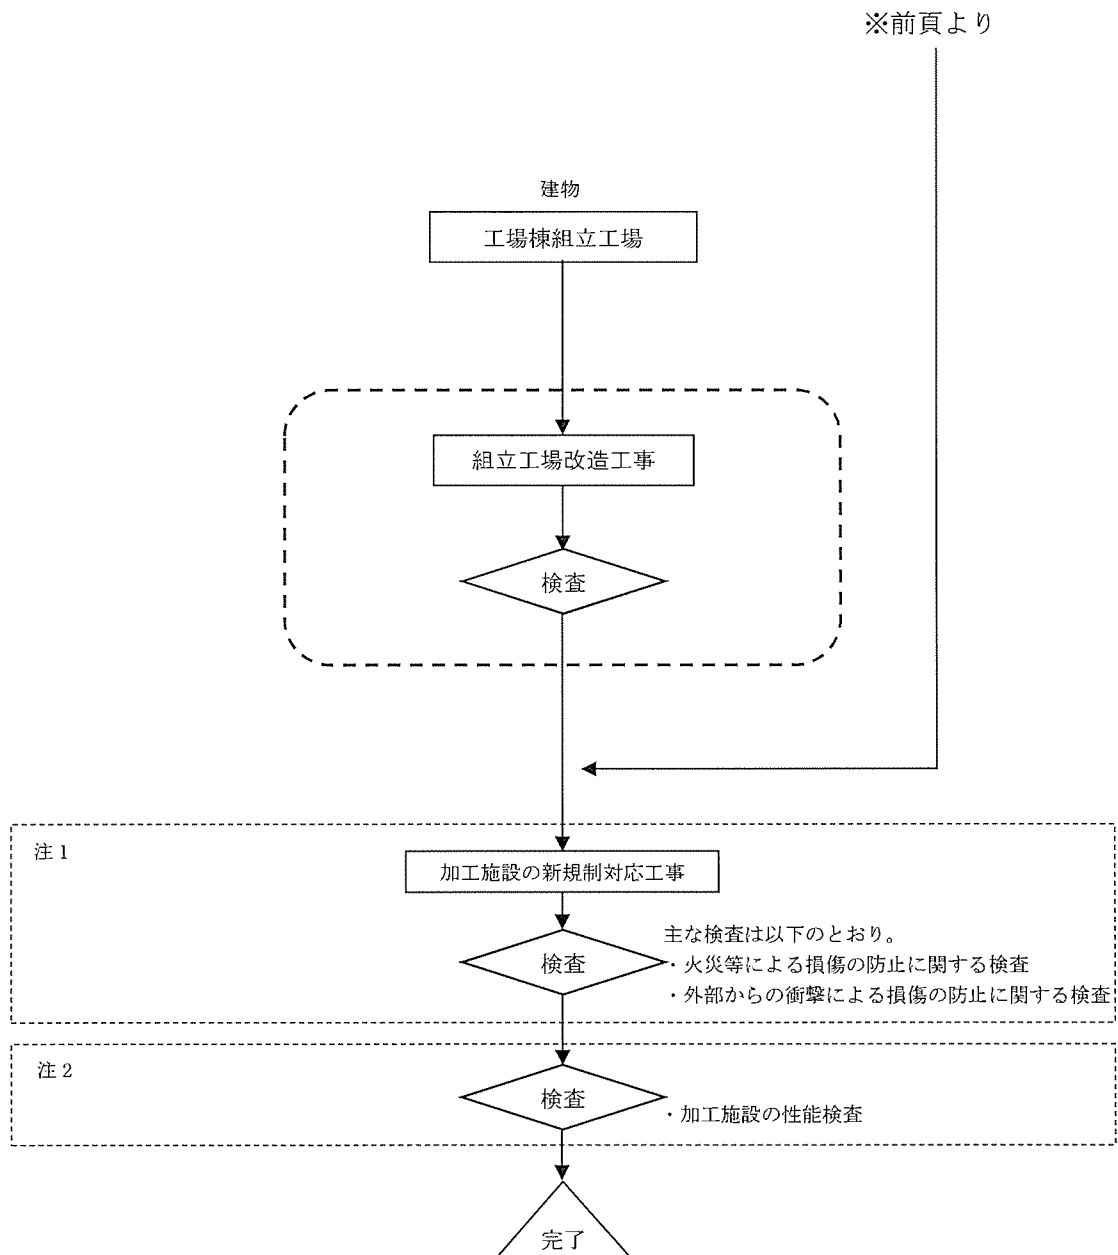 ※前頁より
建物
工場棟組立工場
組立工場改造工事
検査
注1
加工施設の新規制対応工事
検査
主な検査は以下のとおり。
・火災等による損傷の防止に関する検査
・外部からの衝撃による損傷の防止に関する検査
注2
検査
・加工施設の性能検査
完了